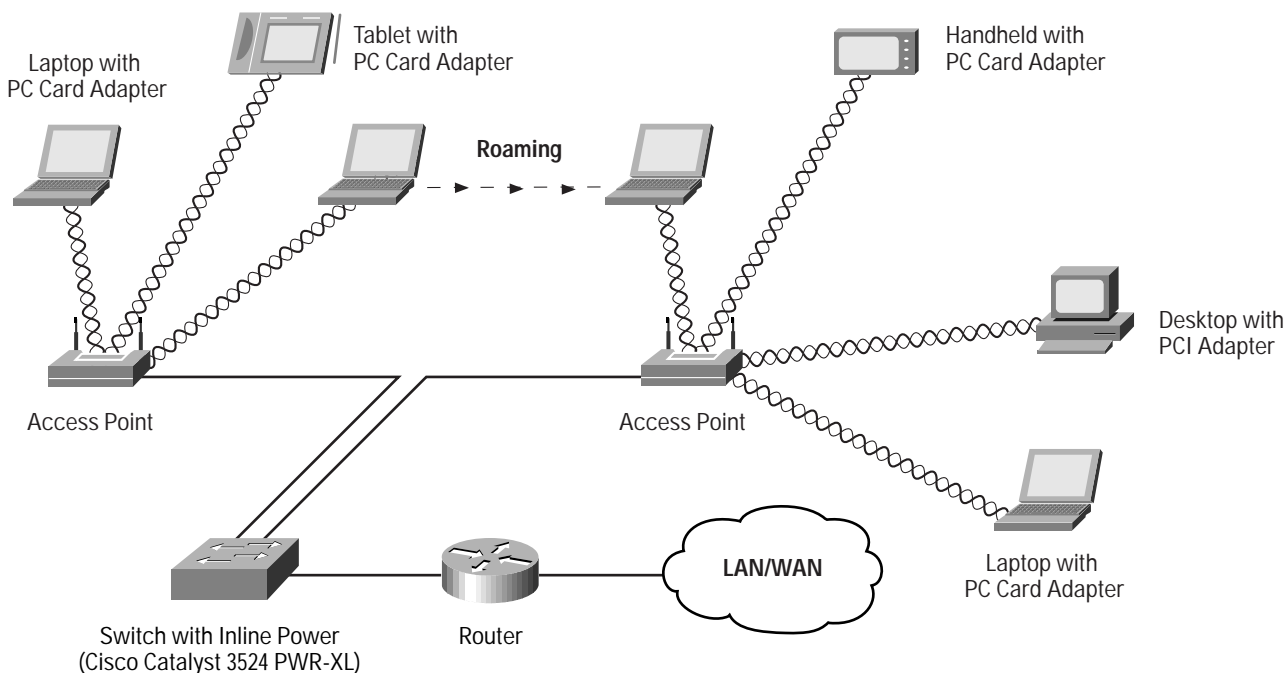 Tablet with
PC Card Adapter
Handheld with
PC Card Adapter
Laptop with
PC Card Adapter
Roaming
Desktop with
PCI Adapter
Access Point
Access Point
LAN/WAN
Laptop with
PC Card Adapter
Switch with Inline Power
(Cisco Catalyst 3524 PWR-XL)
Router